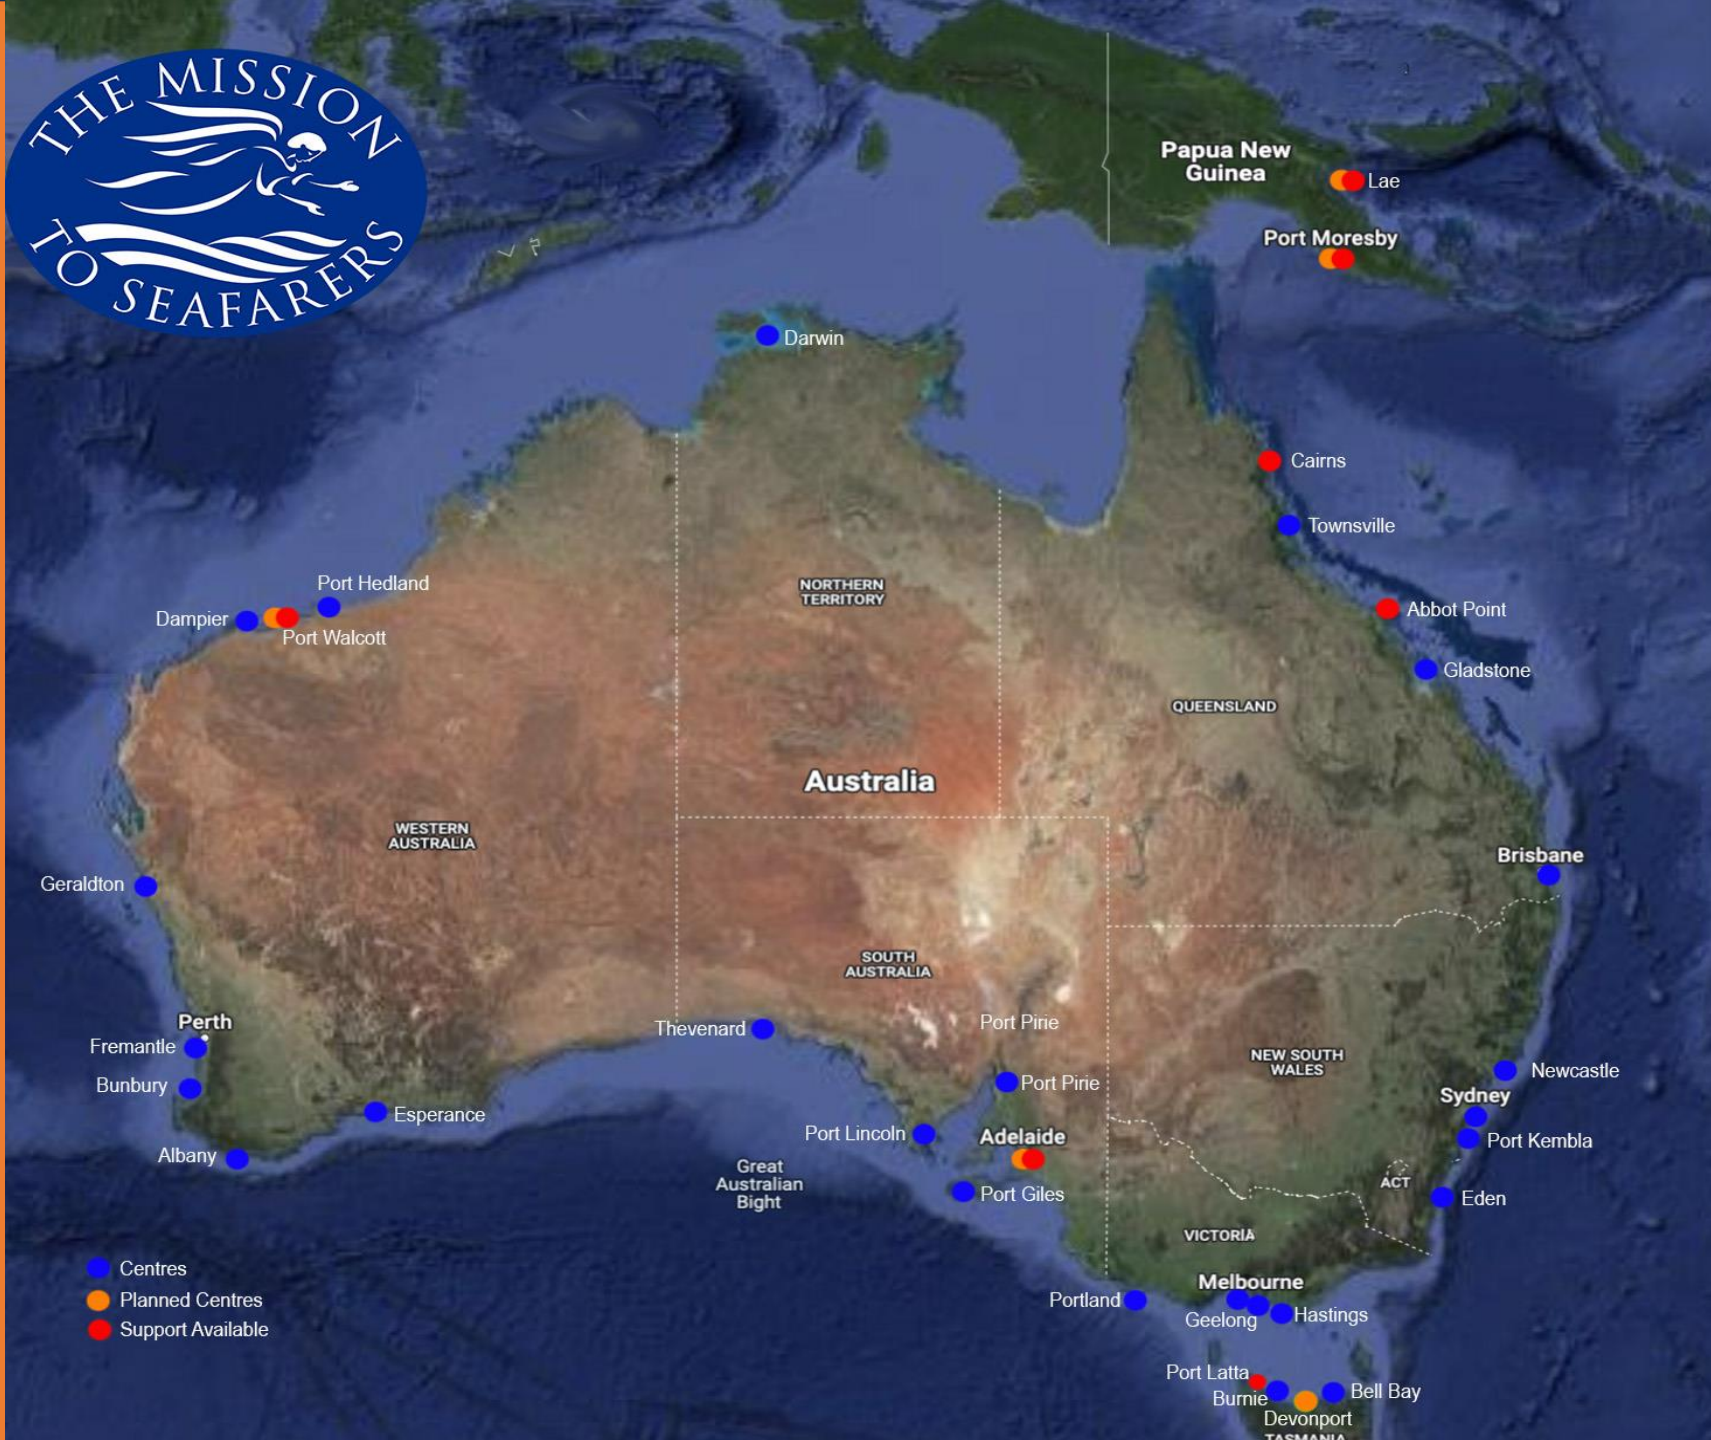 THE MISSION
TO SEAFARERS
Papua New
Guinea
Lae
Port Moresby
Darwin
Cairns
Townsville
Port Hedland
Dampier
Port Walcott
NORTHERN
TERRITORY
Abbot Point
Gladstone
QUEENSLAND
Australia
WESTERN
AUSTRALIA
Brisbane
Geraldton
SOUTH
AUSTRALIA
Perth
Fremantle
Thevenard
Port Pirie
NEW SOUTH
WALES
Newcastle
Bunbury
Port Pirie
Sydney
Esperance
Port Lincoln
Adelaide
Port Kembla
Albany
Great
Australian
Bight
Port Giles
ACT
Eden
VICTORIA
Centres
Planned Centres
Support Available
Melbourne
Portland
Geelong
Hastings
Port Latta
Burnie
Bell Bay
Devonport
TASMANIA